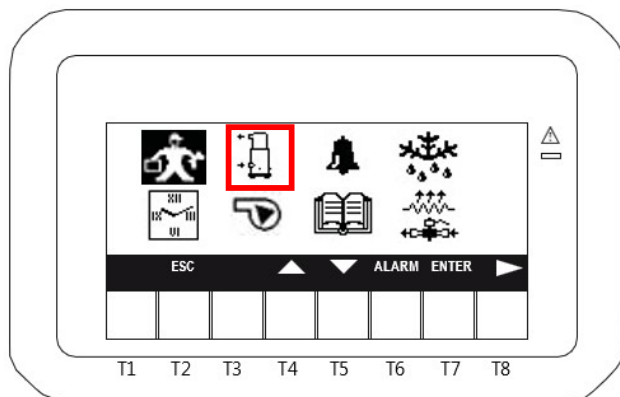 XII
IX III
VI
ESC ALARM ENTER
T1 T2 T3 T4 T5 T6 T7 T8